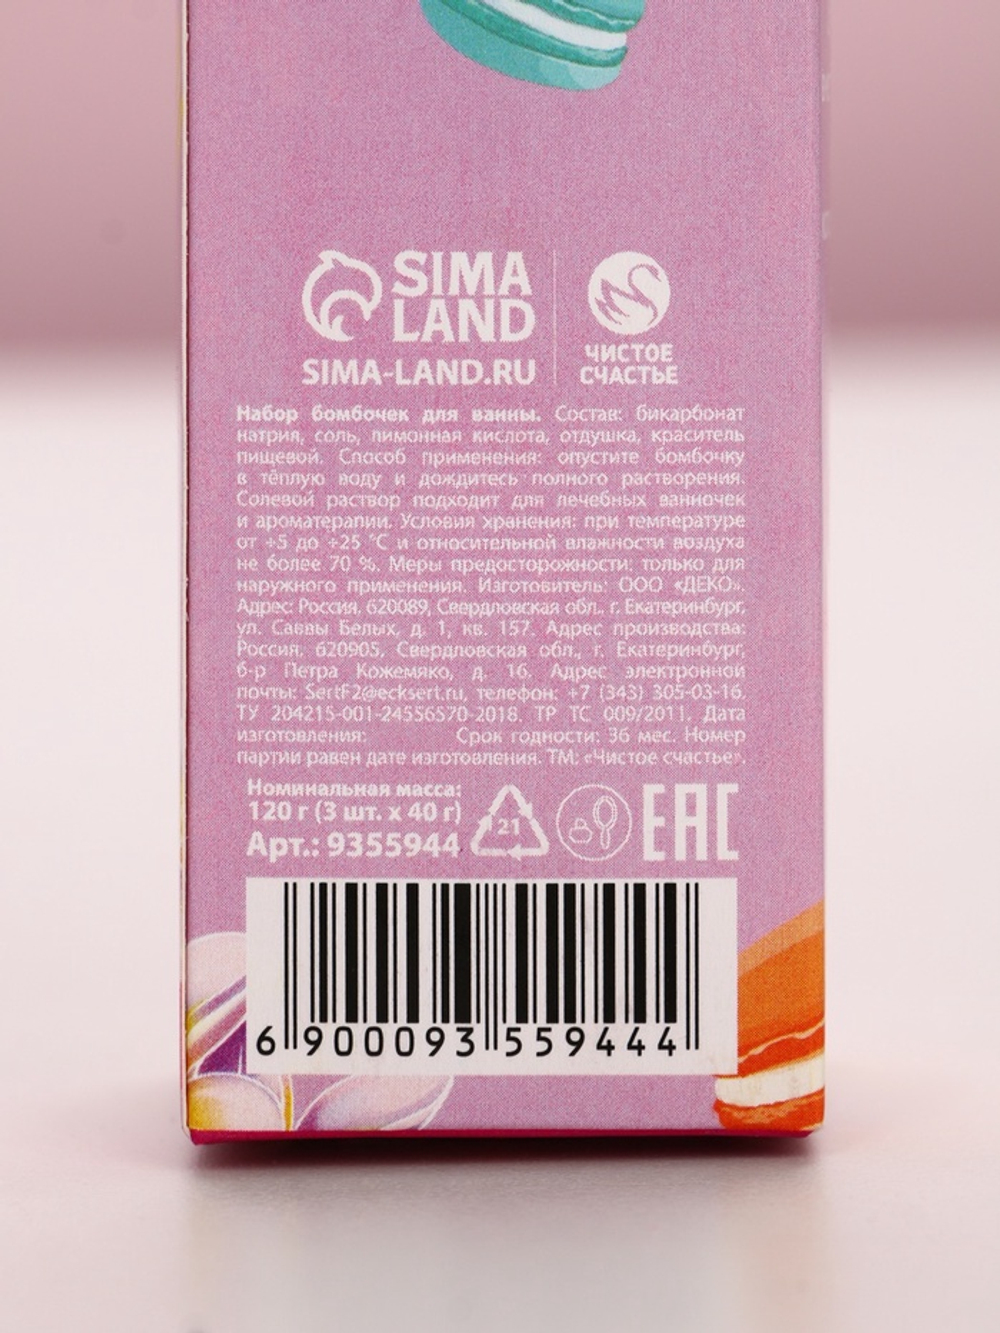 SIMA
LAND
SIMA-LAND.RU
ЧИСТОЕ
СЧАСТЬЕ
Набор бомбочек для ванны. Состав: бикарбонат
натрия, соль, лимонная кислота, отдушка, краситель
пищевой. Способ применения: опустите бомбочку
в тёплую воду и дождитесь полного растворения.
Солевой раствор подходит для лечебных ванночек
и ароматерапии. Условия хранения: при температуре
от +5 до +25 °C и относительной влажности воздуха
не более 70 %. Меры предосторожности: только для
наружного применения. Изготовитель: ООО «ДЕКО».
Адрес: Россия, 620089, Свердловская обл., г. Екатеринбург,
ул. Саввы Белых, д. 1, кв. 157. Адрес производства:
Россия, 620905, Свердловская обл., г. Екатеринбург,
б-р Петра Кожемяко, д. 16. Адрес электронной
почты: SertF2@ecksert.ru, телефон: +7 (343) 305-03-16.
ТУ 204215-001-24556570-2018. ТР ТС 009/2011. Дата
изготовления: Срок годности: 36 мес. Номер
партии равен дате изготовления. ТМ: «Чистое счастье».
Номинальная масса:
120 г (3 шт. х 40 г)
Арт.: 9355944
21
EAC
6 900093 559444